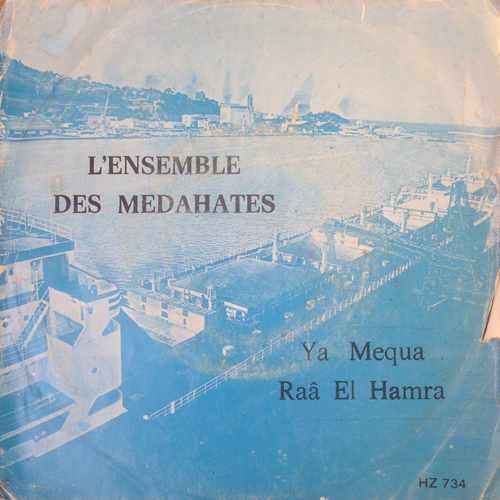 L'ENSEMBLE
DES MEDAHATES
Ya Mequa
Raâ El Hamra
HZ 734